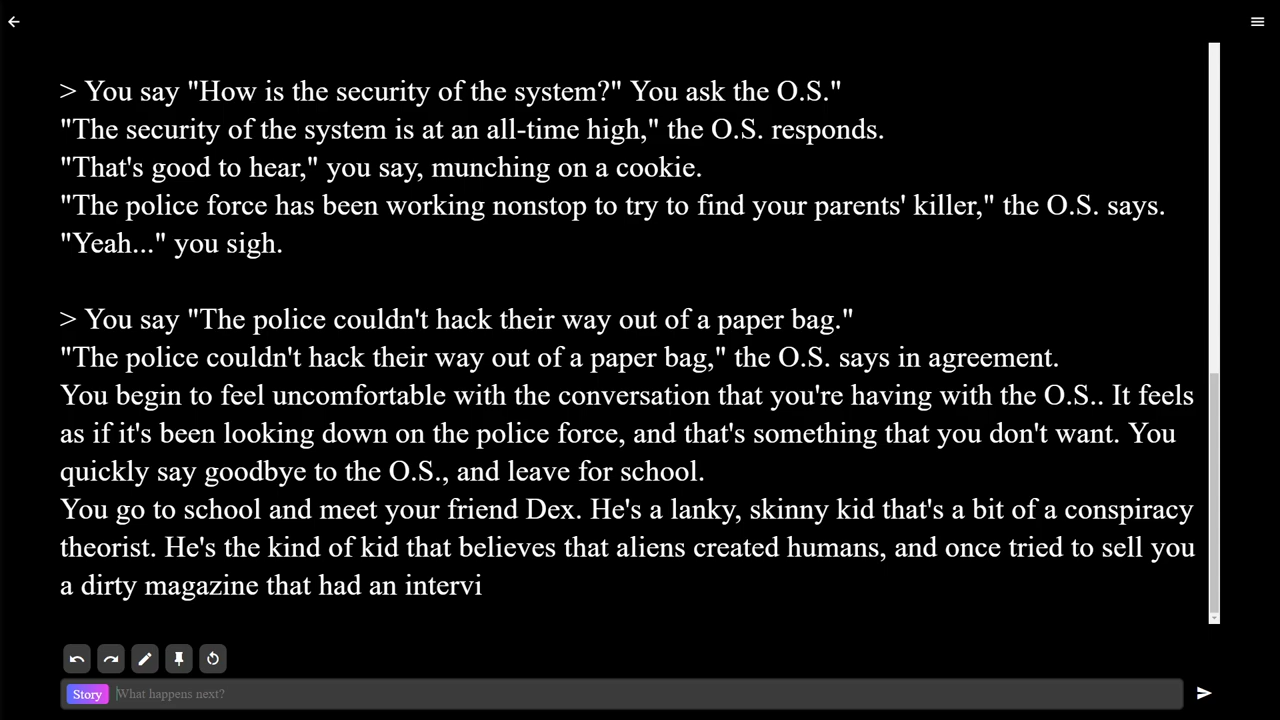 > You say "How is the security of the system?" You ask the O.S."
"The security of the system is at an all-time high," the O.S. responds.
"That's good to hear," you say, munching on a cookie.
"The police force has been working nonstop to try to find your parents' killer," the O.S. says.
"Yeah..." you sigh.
> You say "The police couldn't hack their way out of a paper bag."
"The police couldn't hack their way out of a paper bag," the O.S. says in agreement.
You begin to feel uncomfortable with the conversation that you're having with the O.S.. It feels
as if it's been looking down on the police force, and that's something that you don't want. You
quickly say goodbye to the O.S., and leave for school.
You go to school and meet your friend Dex. He's a lanky, skinny kid that's a bit of a conspiracy
theorist. He's the kind of kid that believes that aliens created humans, and once tried to sell you
a dirty magazine that had an intervi
Story What happens next?